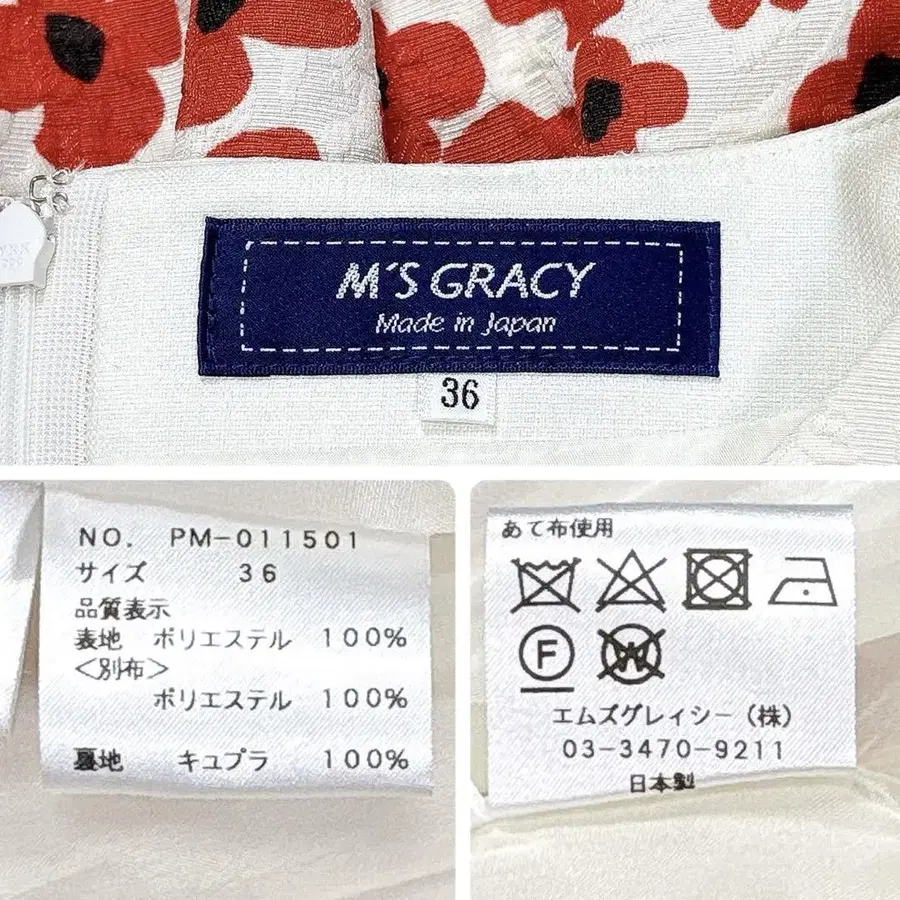 M'S GRACY
Made in Japan
36
NO. PM-011501
サイズ 36
品質表示
表地 ポリエステル 100%
<別布>
ポリエステル 100%
裏地 キュプラ 100%
あて布使用
F W
エムズグレイシー(株)
03-3470-9211
日本製